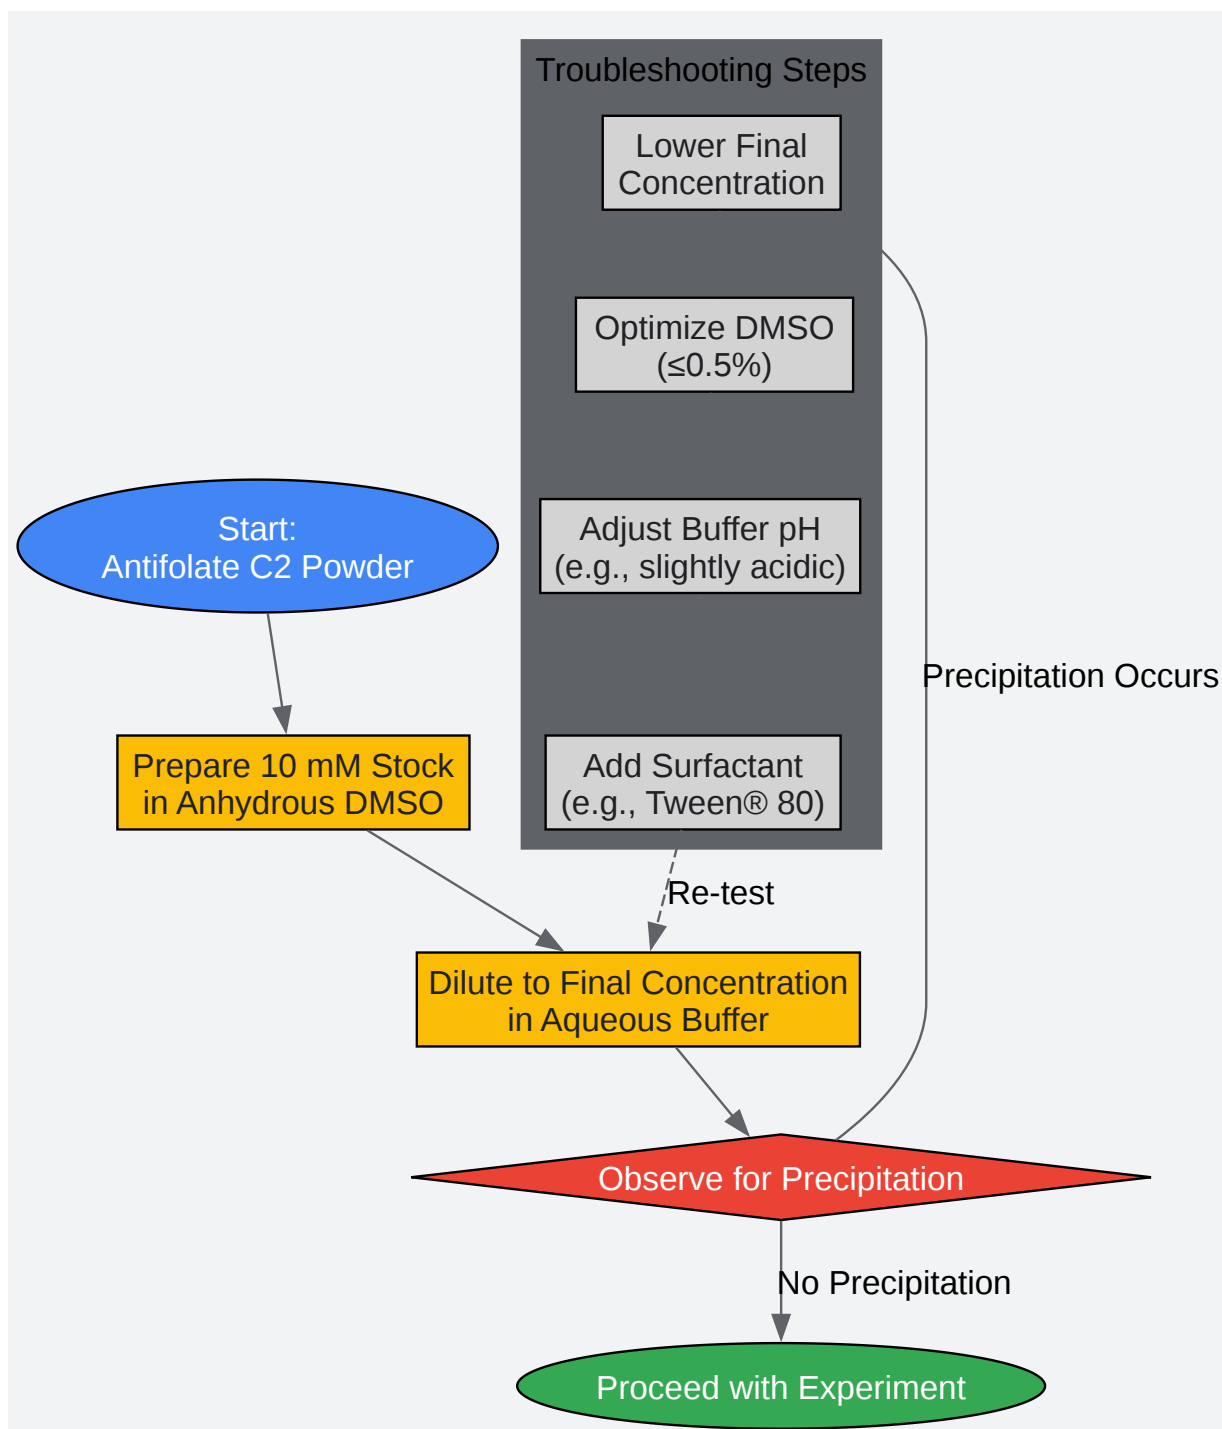 Troubleshooting Steps
Lower Final
Concentration
Optimize DMSO
(≤0.5%)
Adjust Buffer pH
(e.g., slightly acidic)
Add Surfactant
(e.g., Tween® 80)
Start:
Antifolate C2 Powder
Prepare 10 mM Stock
in Anhydrous DMSO
Re-test
Precipitation Occurs
Dilute to Final Concentration
in Aqueous Buffer
Observe for Precipitation
No Precipitation
Proceed with Experiment